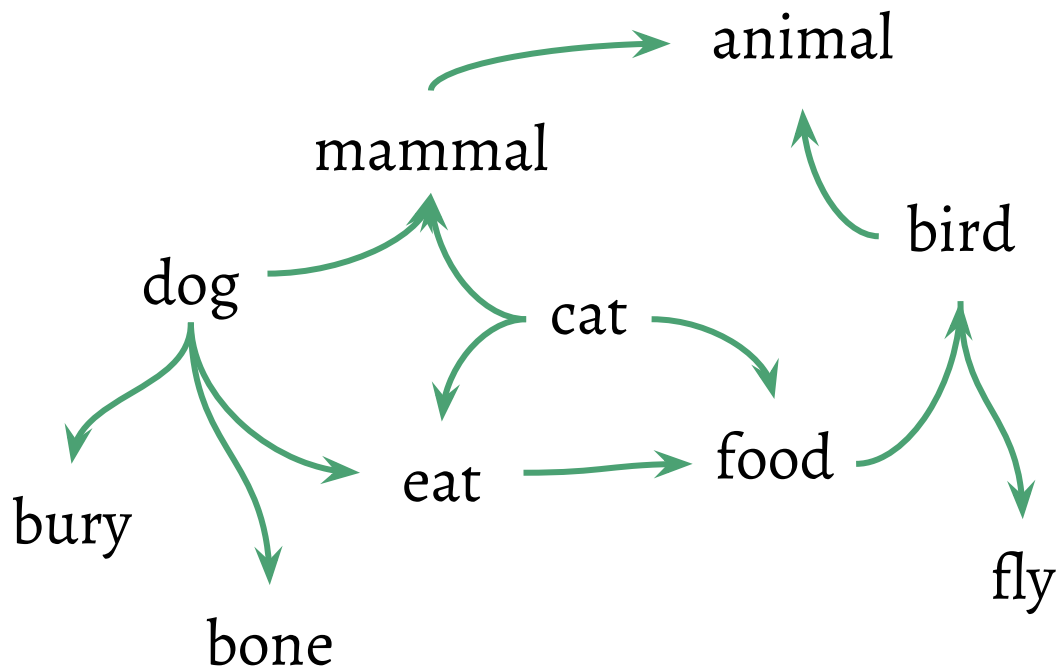 animal
mammal
bird
dog
cat
food
eat
bury
fly
bone